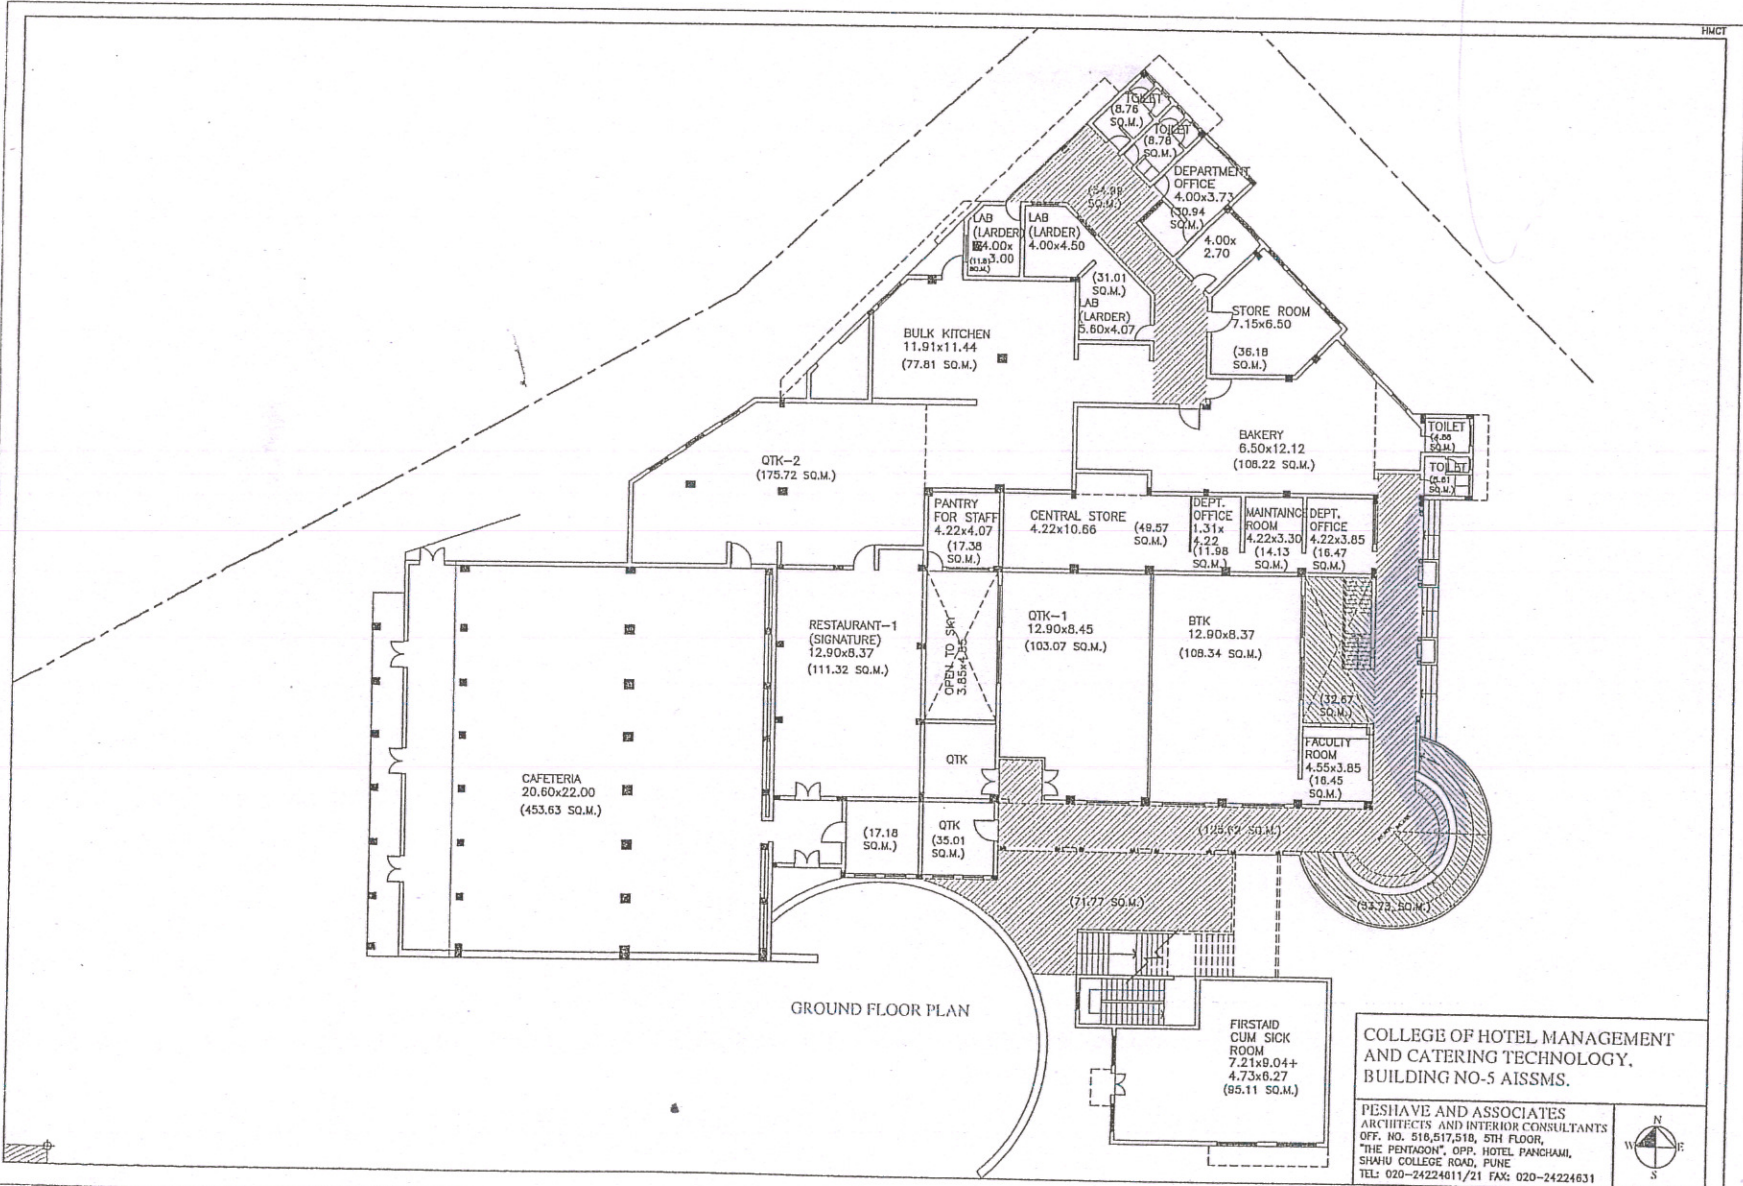 HMCT
TOILET
(8.76
SQ.M.)
TOILET
(8.78
SQ.M.)
DEPARTMENT
OFFICE
4.00x3.73
(30.94
SQ.M.)
SQ.M.)
4.00x
2.70
LAB
(LARDER)
4.00x
3.00
SQ.M.)
LAB
(LARDER)
4.00x4.50
(31.01
SQ.M.)
LAB
(LARDER)
5.60x4.07
STORE ROOM
7.15x6.50
(36.18
SQ.M.)
BULK KITCHEN
11.91x11.44
(77.81 SQ.M.)
BAKERY
6.50x12.12
(108.22 SQ.M.)
TOILET
SQ.M.)
TOILET
SQ.M.)
QTK-2
(175.72 SQ.M.)
PANTRY
FOR STAFF
4.22x4.07
(17.38
SQ.M.)
CENTRAL STORE
4.22x10.66
(49.57
SQ.M.)
DEPT.
OFFICE
1.31x
4.22
(11.98
SQ.M.)
MAINTAINC
ROOM
4.22x3.30
(14.13
SQ.M.)
DEPT.
OFFICE
4.22x3.85
(16.47
SQ.M.)
RESTAURANT-1
(SIGNATURE)
12.90x8.37
(111.32 SQ.M.)
OPEN TO SKY
QTK-1
12.90x8.45
(103.07 SQ.M.)
BTK
12.90x8.37
(108.34 SQ.M.)
(32.67
SQ.M.)
FACULTY
ROOM
4.55x3.85
(16.45
SQ.M.)
QTK
CAFETERIA
20.60x22.00
(453.63 SQ.M.)
(17.18
SQ.M.)
QTK
(35.01
SQ.M.)
SQ.M.)
(71.77 SQ.M.)
(53.73 SQ.M.)
GROUND FLOOR PLAN
FIRSTAID
CUM SICK
ROOM
7.21x9.04+
4.73x6.27
(95.11 SQ.M.)
COLLEGE OF HOTEL MANAGEMENT
AND CATERING TECHNOLOGY,
BUILDING NO-5 AISSMS.
PESHAVE AND ASSOCIATES
ARCHITECTS AND INTERIOR CONSULTANTS
OFF. NO. 516,517,518, 5TH FLOOR,
"THE PENTAGON", OPP. HOTEL PANCHAMI,
SHAHU COLLEGE ROAD, PUNE
TEL: 020-24224011/21 FAX: 020-24224631
N
W E
S